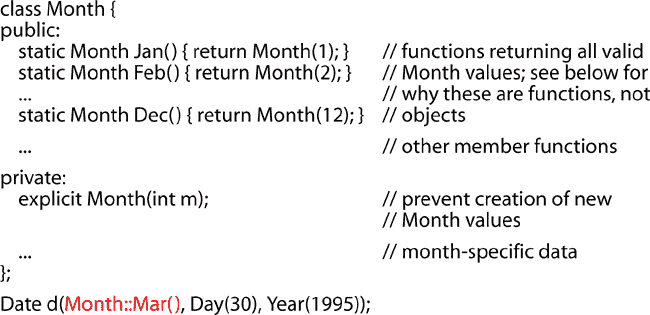 class Month {
public:
static Month Jan() { return Month(1); } // functions returning all valid
static Month Feb() { return Month(2); } // Month values; see below for
... // why these are functions, not
static Month Dec() { return Month(12); } // objects
... // other member functions
private:
explicit Month(int m); // prevent creation of new
// Month values
... // month-specific data
};
Date d(Month::Mar(), Day(30), Year(1995));